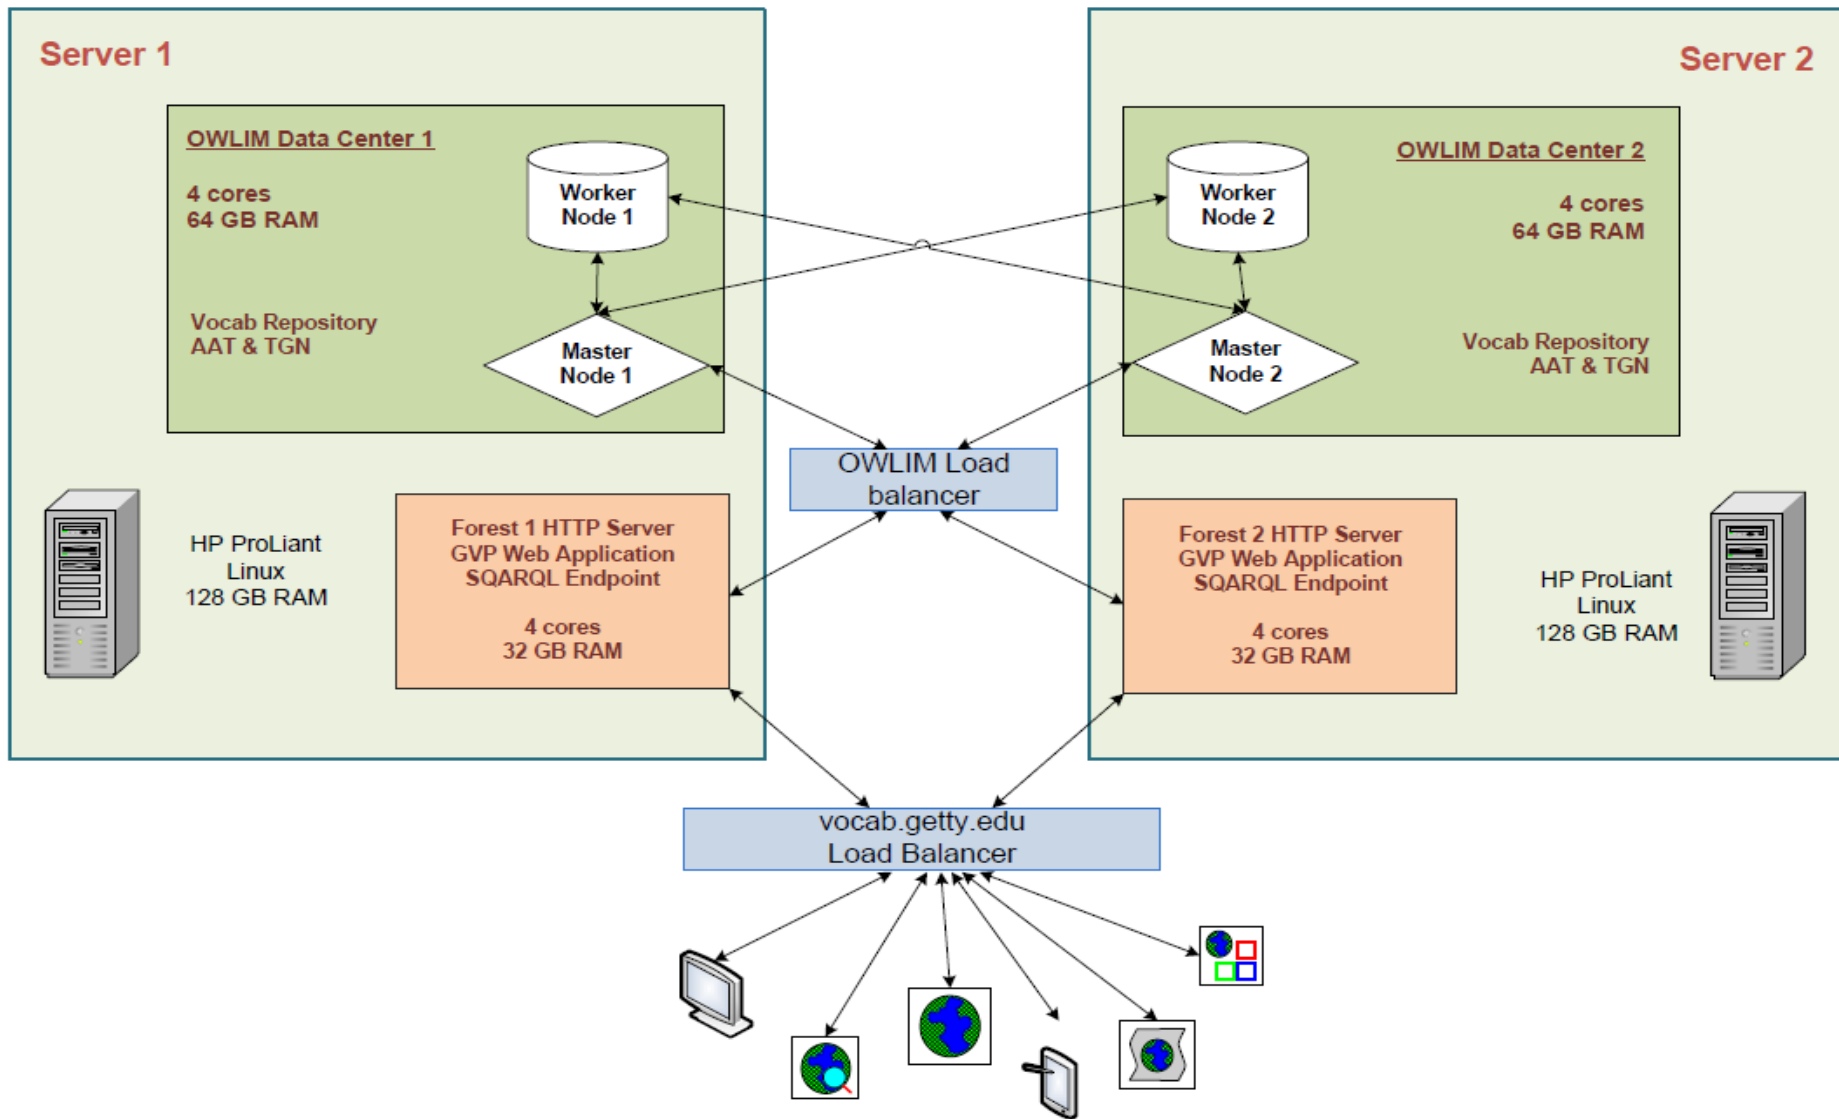 Server 1
OWLIM Data Center 1
4 cores
64 GB RAM
Worker
Node 1
Vocab Repository
AAT & TGN
Master
Node 1
HP ProLiant
Linux
128 GB RAM
Forest 1 HTTP Server
GVP Web Application
SQARQL Endpoint
4 cores
32 GB RAM
OWLIM Load
balancer
Server 2
OWLIM Data Center 2
Worker
Node 2
4 cores
64 GB RAM
Master
Node 2
Vocab Repository
AAT & TGN
Forest 2 HTTP Server
GVP Web Application
SQARQL Endpoint
4 cores
32 GB RAM
HP ProLiant
Linux
128 GB RAM
vocab.getty.edu
Load Balancer